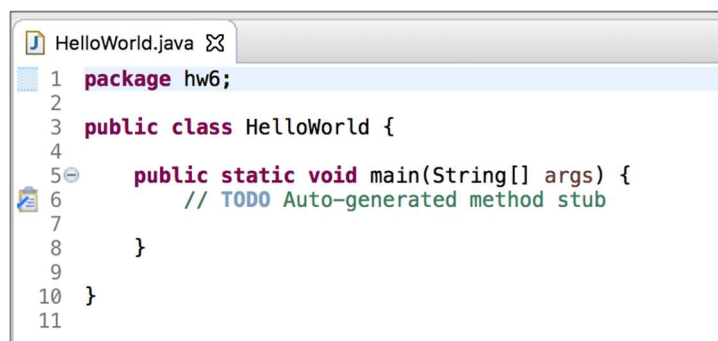 HelloWorld.java
1 package hw6;
2
3 public class HelloWorld {
4
5 public static void main(String[] args) {
6 // TODO Auto-generated method stub
7
8 }
9
10 }
11